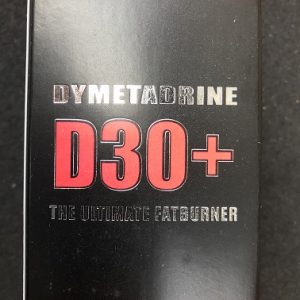 DYMETADRINE
D30+
THE ULTIMATE FATBURNER